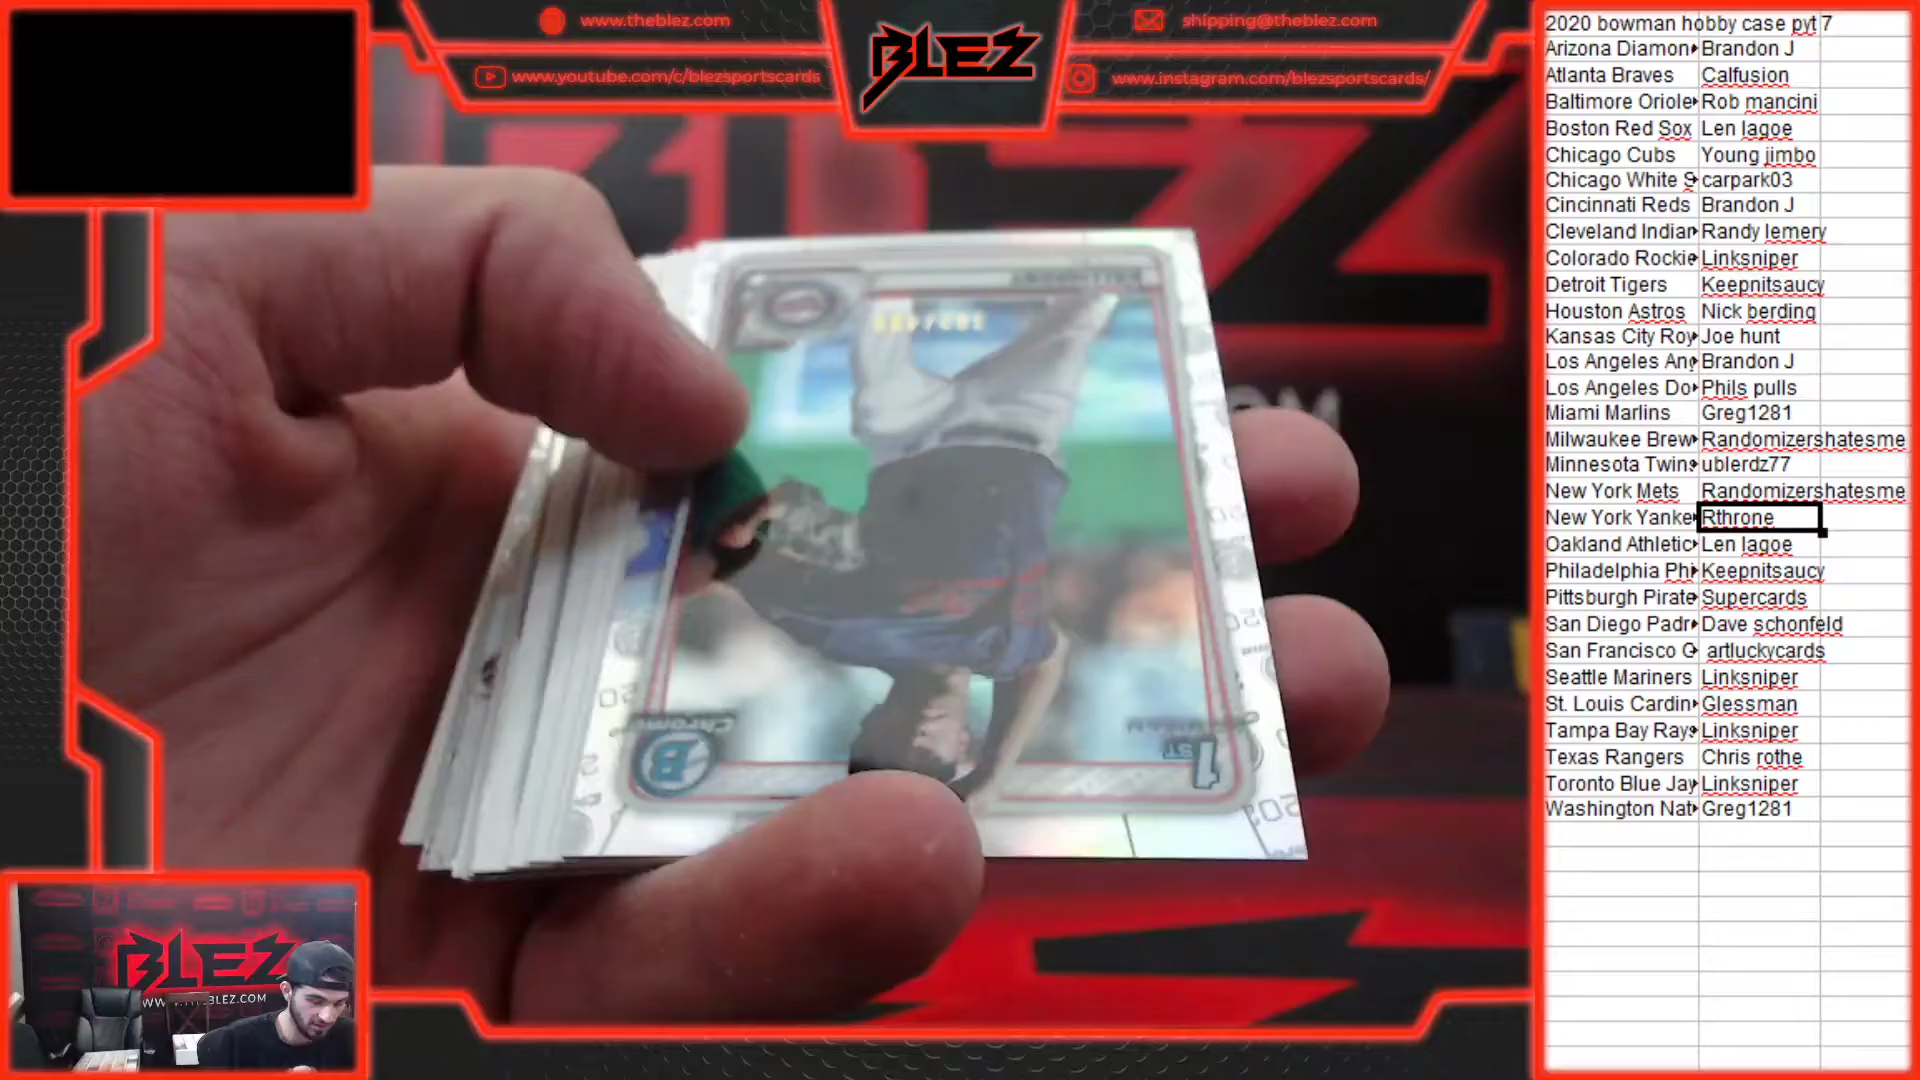 www.theblez.com
shipping@theblez.com
www.youtube.com/c/blezsportscards
www.instagram.com/blezsportscards/
BLEZ
2020 bowman hobby case pyt 7
Arizona Diamon Brandon J
Atlanta Braves Calfusion
Baltimore Oriole Rob mancini
Boston Red Sox Len lagoe
Chicago Cubs Young jimbo
Chicago White S carpark03
Cincinnati Reds Brandon J
Cleveland Indian Randy lemery
Colorado Rockie Linksniper
Detroit Tigers Keepnitsaucy
Houston Astros Nick berding
Kansas City Roy Joe hunt
Los Angeles Ang Brandon J
Los Angeles Do Phils pulls
Miami Marlins Greg1281
Milwaukee Brew Randomizershatesme
Minnesota Twins ublerdz77
New York Mets Randomizershatesme
New York Yanke Rthrone
Oakland Athletic Len lagoe
Philadelphia Phi Keepnitsaucy
Pittsburgh Pirate Supercards
San Diego Padr Dave schonfeld
San Francisco G artluckycards
Seattle Mariners Linksniper
St. Louis Cardin Glessman
Tampa Bay Rays Linksniper
Texas Rangers Chris rothe
Toronto Blue Jay Linksniper
Washington Nat Greg1281
Chrome
B
1ST
BLEZ